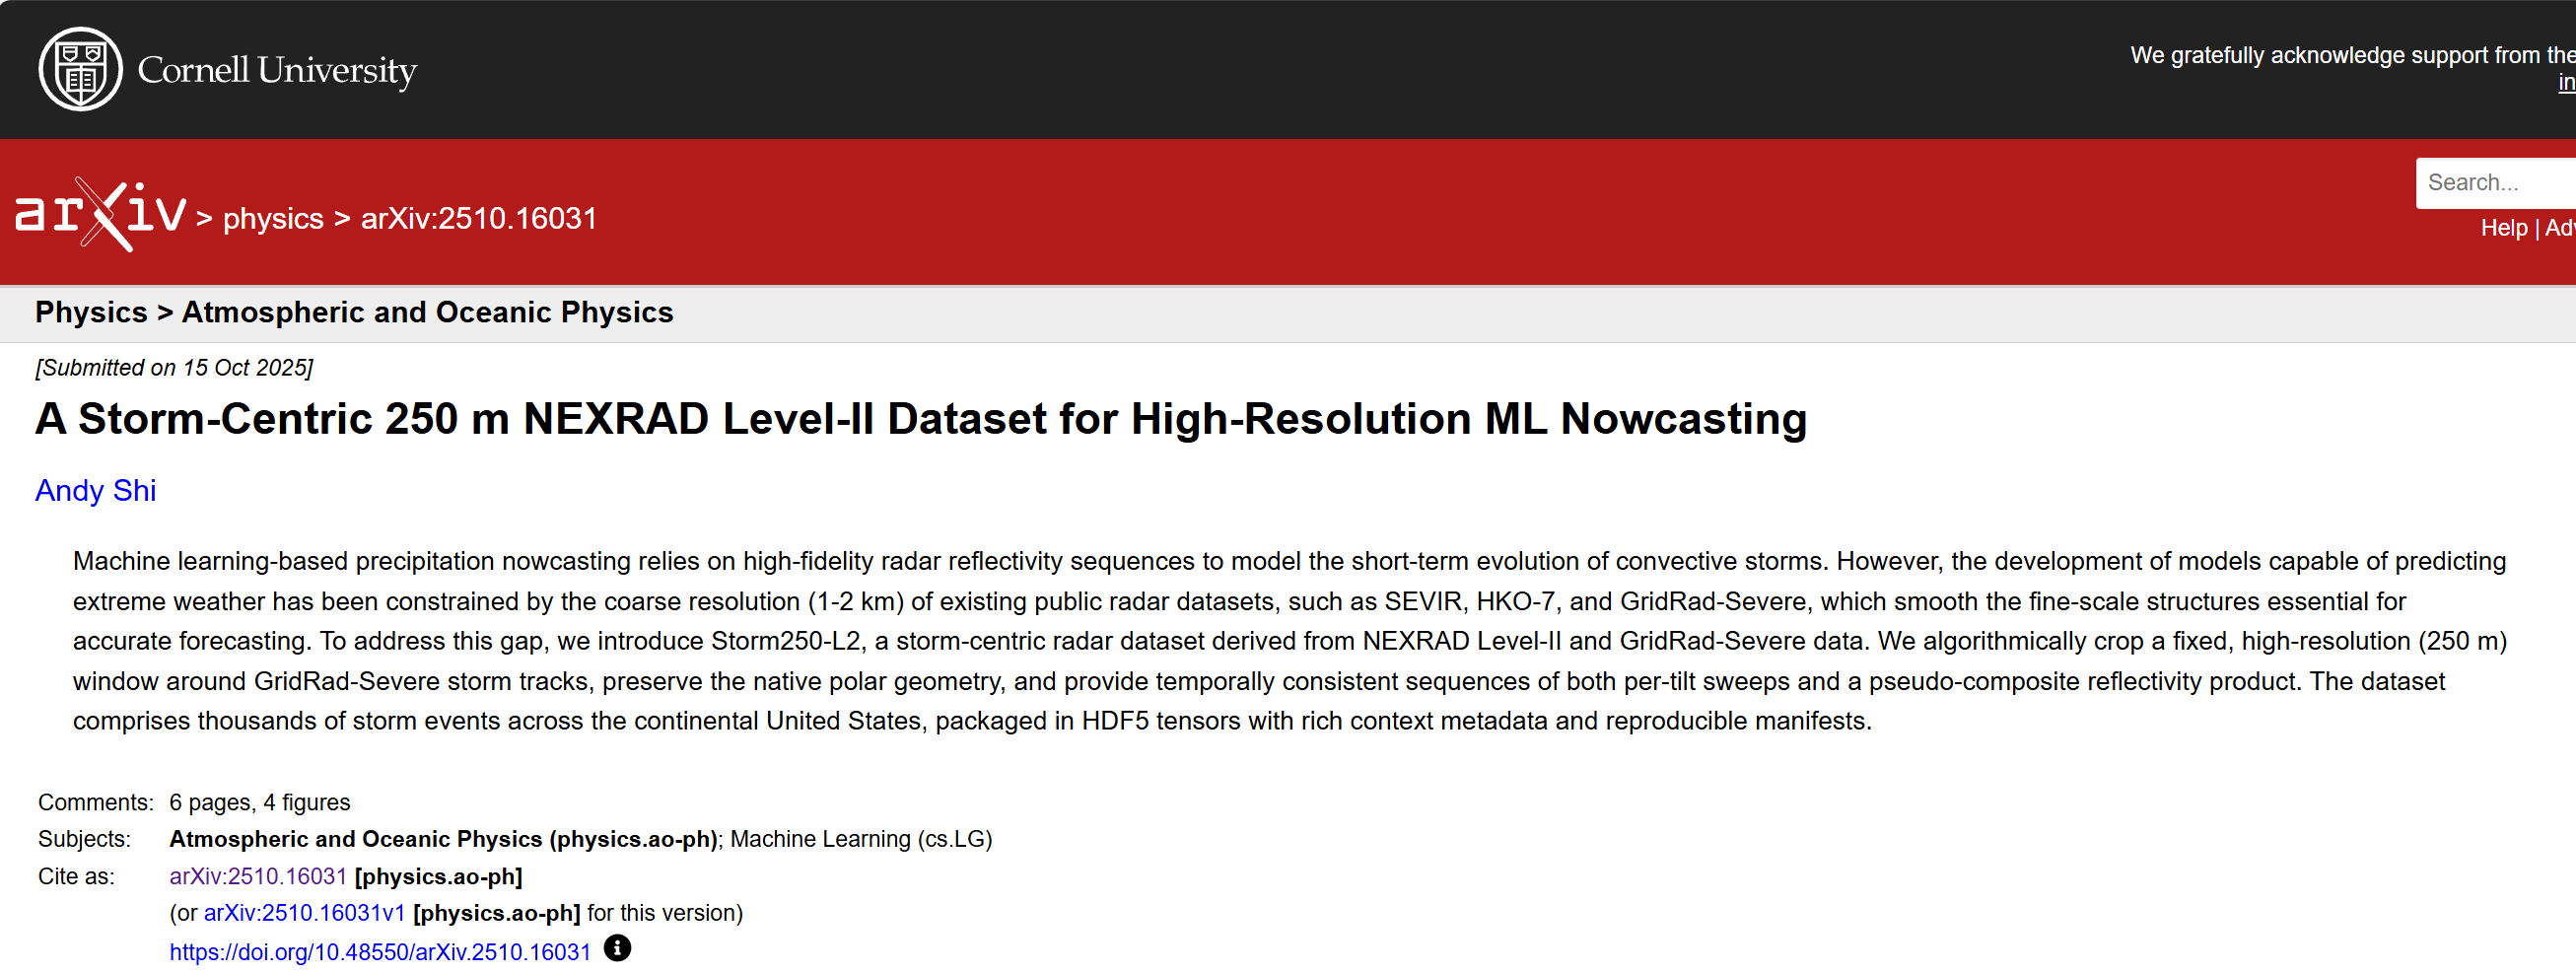 Cornell University
We gratefully acknowledge support from the
in
arXiv > physics > arXiv:2510.16031
Search...
Help | Adv
Physics > Atmospheric and Oceanic Physics
[Submitted on 15 Oct 2025]
A Storm-Centric 250 m NEXRAD Level-II Dataset for High-Resolution ML Nowcasting
Andy Shi
Machine learning-based precipitation nowcasting relies on high-fidelity radar reflectivity sequences to model the short-term evolution of convective storms. However, the development of models capable of predicting
extreme weather has been constrained by the coarse resolution (1-2 km) of existing public radar datasets, such as SEVIR, HKO-7, and GridRad-Severe, which smooth the fine-scale structures essential for
accurate forecasting. To address this gap, we introduce Storm250-L2, a storm-centric radar dataset derived from NEXRAD Level-II and GridRad-Severe data. We algorithmically crop a fixed, high-resolution (250 m)
window around GridRad-Severe storm tracks, preserve the native polar geometry, and provide temporally consistent sequences of both per-tilt sweeps and a pseudo-composite reflectivity product. The dataset
comprises thousands of storm events across the continental United States, packaged in HDF5 tensors with rich context metadata and reproducible manifests.
Comments: 6 pages, 4 figures
Subjects: Atmospheric and Oceanic Physics (physics.ao-ph); Machine Learning (cs.LG)
Cite as: arXiv:2510.16031 [physics.ao-ph]
(or arXiv:2510.16031v1 [physics.ao-ph] for this version)
https://doi.org/10.48550/arXiv.2510.16031